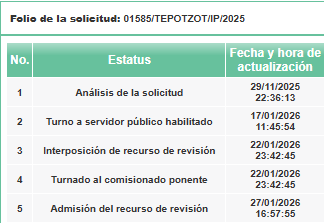 Folio de la solicitud: 01585/TEPOTZOT/IP/2025
No. Estatus Fecha y hora de actualización
1 Análisis de la solicitud 29/11/2025 22:36:13
2 Turno a servidor público habilitado 17/01/2026 11:45:54
3 Interposición de recurso de revisión 22/01/2026 23:42:45
4 Turnado al comisionado ponente 22/01/2026 23:42:45
5 Admisión del recurso de revisión 27/01/2026 16:57:55